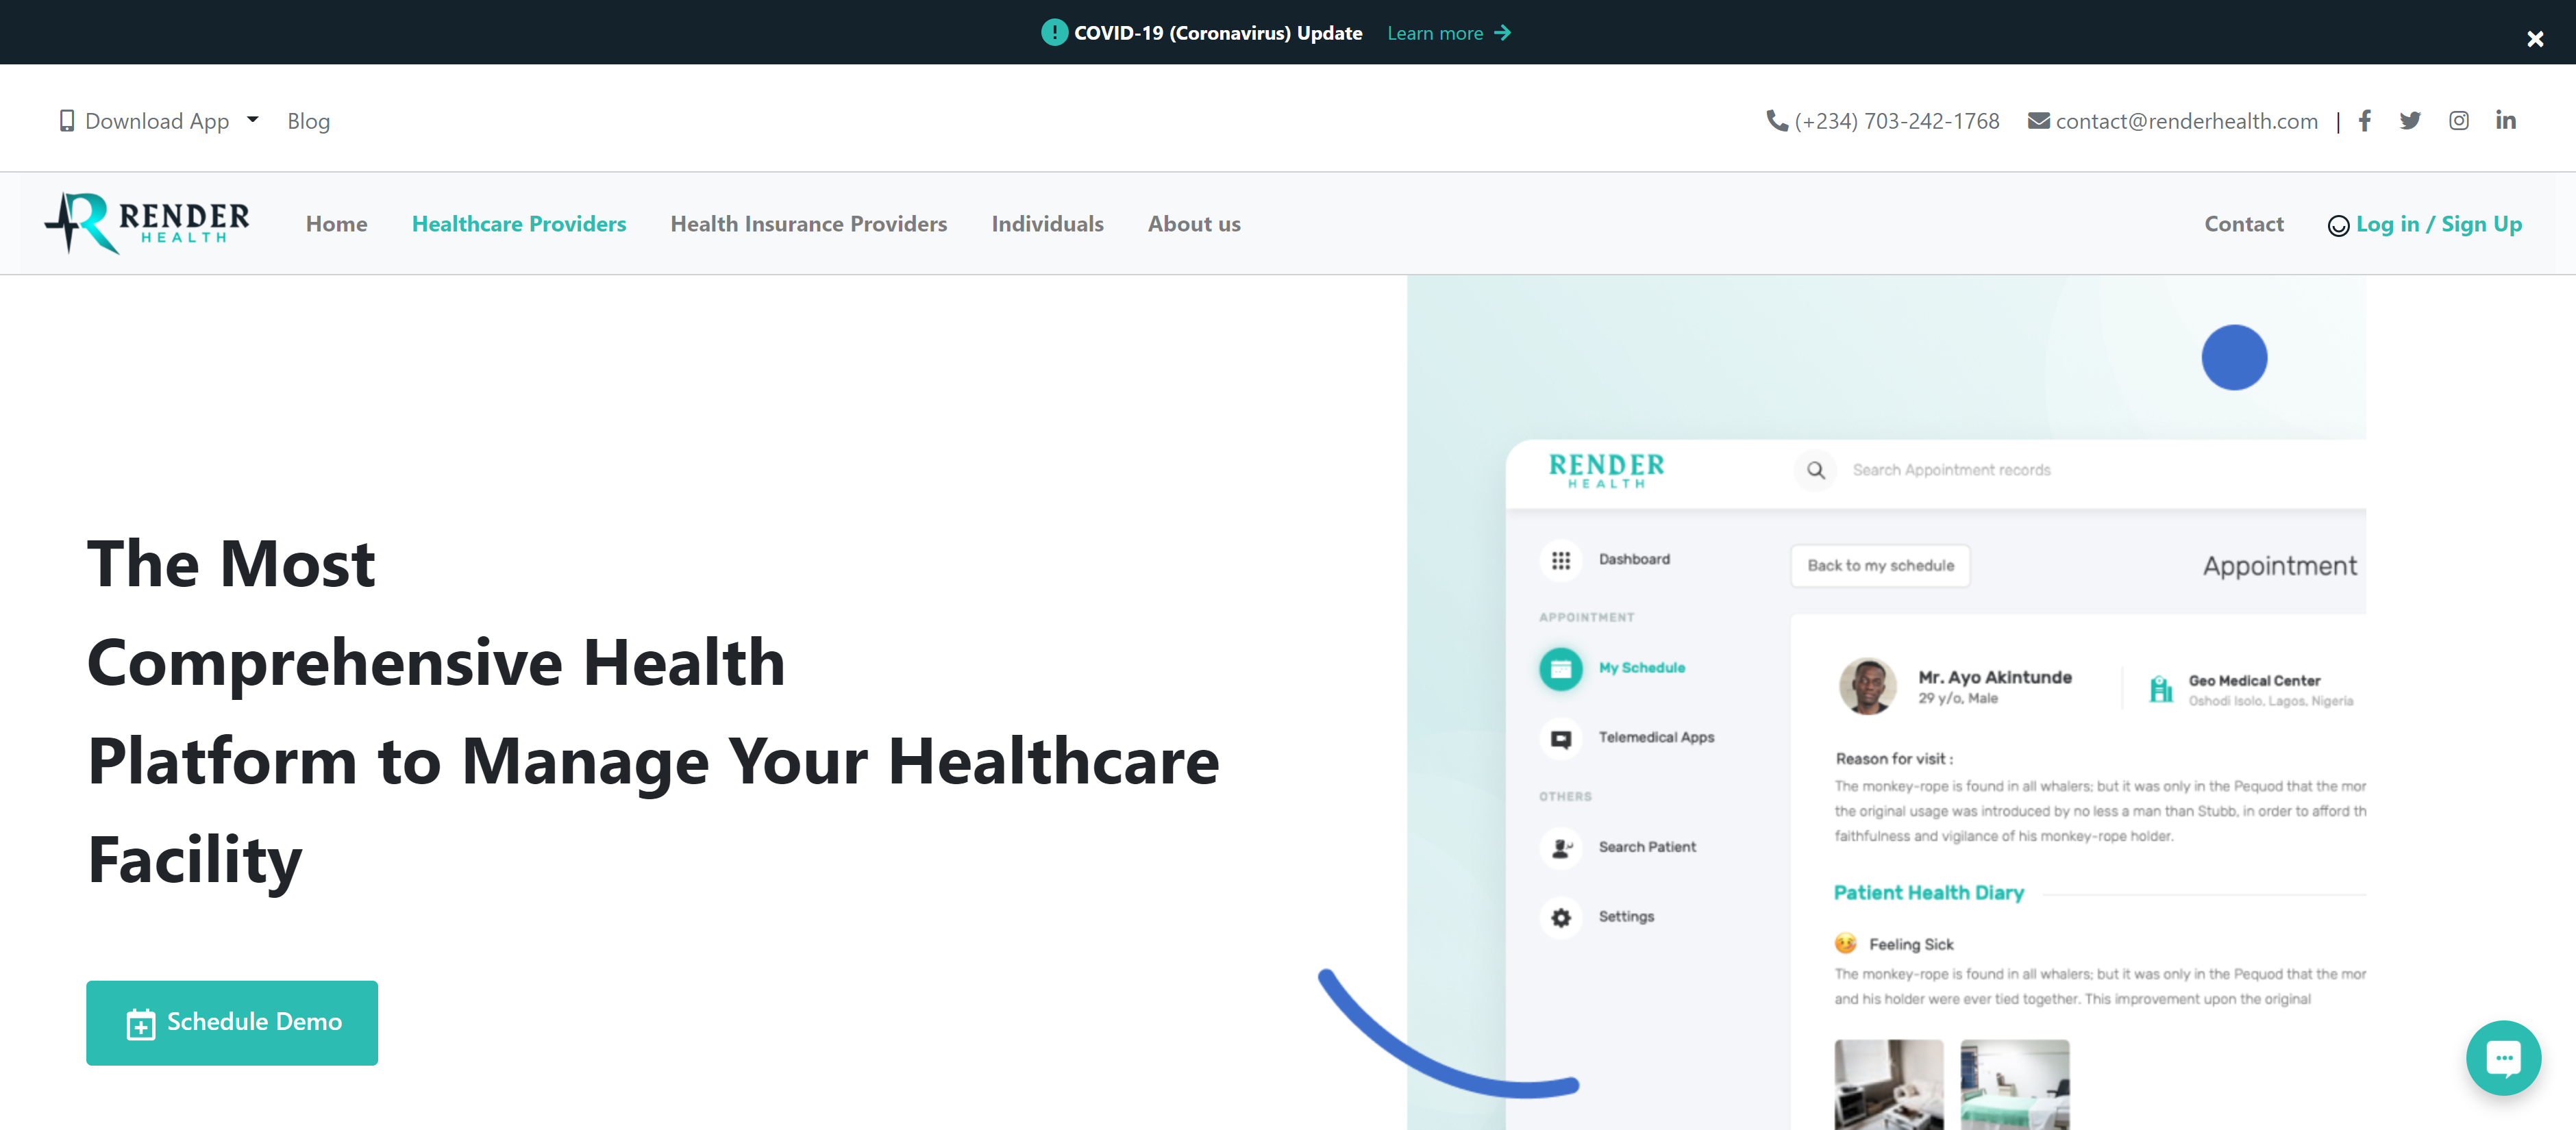 COVID-19 (Coronavirus) Update Learn more
Download App Blog
(+234) 703-242-1768 contact@renderhealth.com |
RENDER
HEALTH
Home Healthcare Providers Health Insurance Providers Individuals About us
Contact Log in / Sign Up
The Most
Comprehensive Health
Platform to Manage Your Healthcare
Facility
Schedule Demo
RENDER
HEALTH
Search Appointment records
Dashboard
APPOINTMENT
My Schedule
Telemedical Apps
OTHERS
Search Patient
Settings
Back to my schedule
Appointment
Mr. Ayo Akintunde
29 y/o, Male
Geo Medical Center
Oshodi Isolo, Lagos, Nigeria
Reason for visit :
The monkey-rope is found in all whalers; but it was only in the Pequod that the mor
the original usage was introduced by no less a man than Stubb, in order to afford th
faithfulness and vigilance of his monkey-rope holder.
Patient Health Diary
Feeling Sick
The monkey-rope is found in all whalers; but it was only in the Pequod that the mor
and his holder were ever tied together. This improvement upon the original